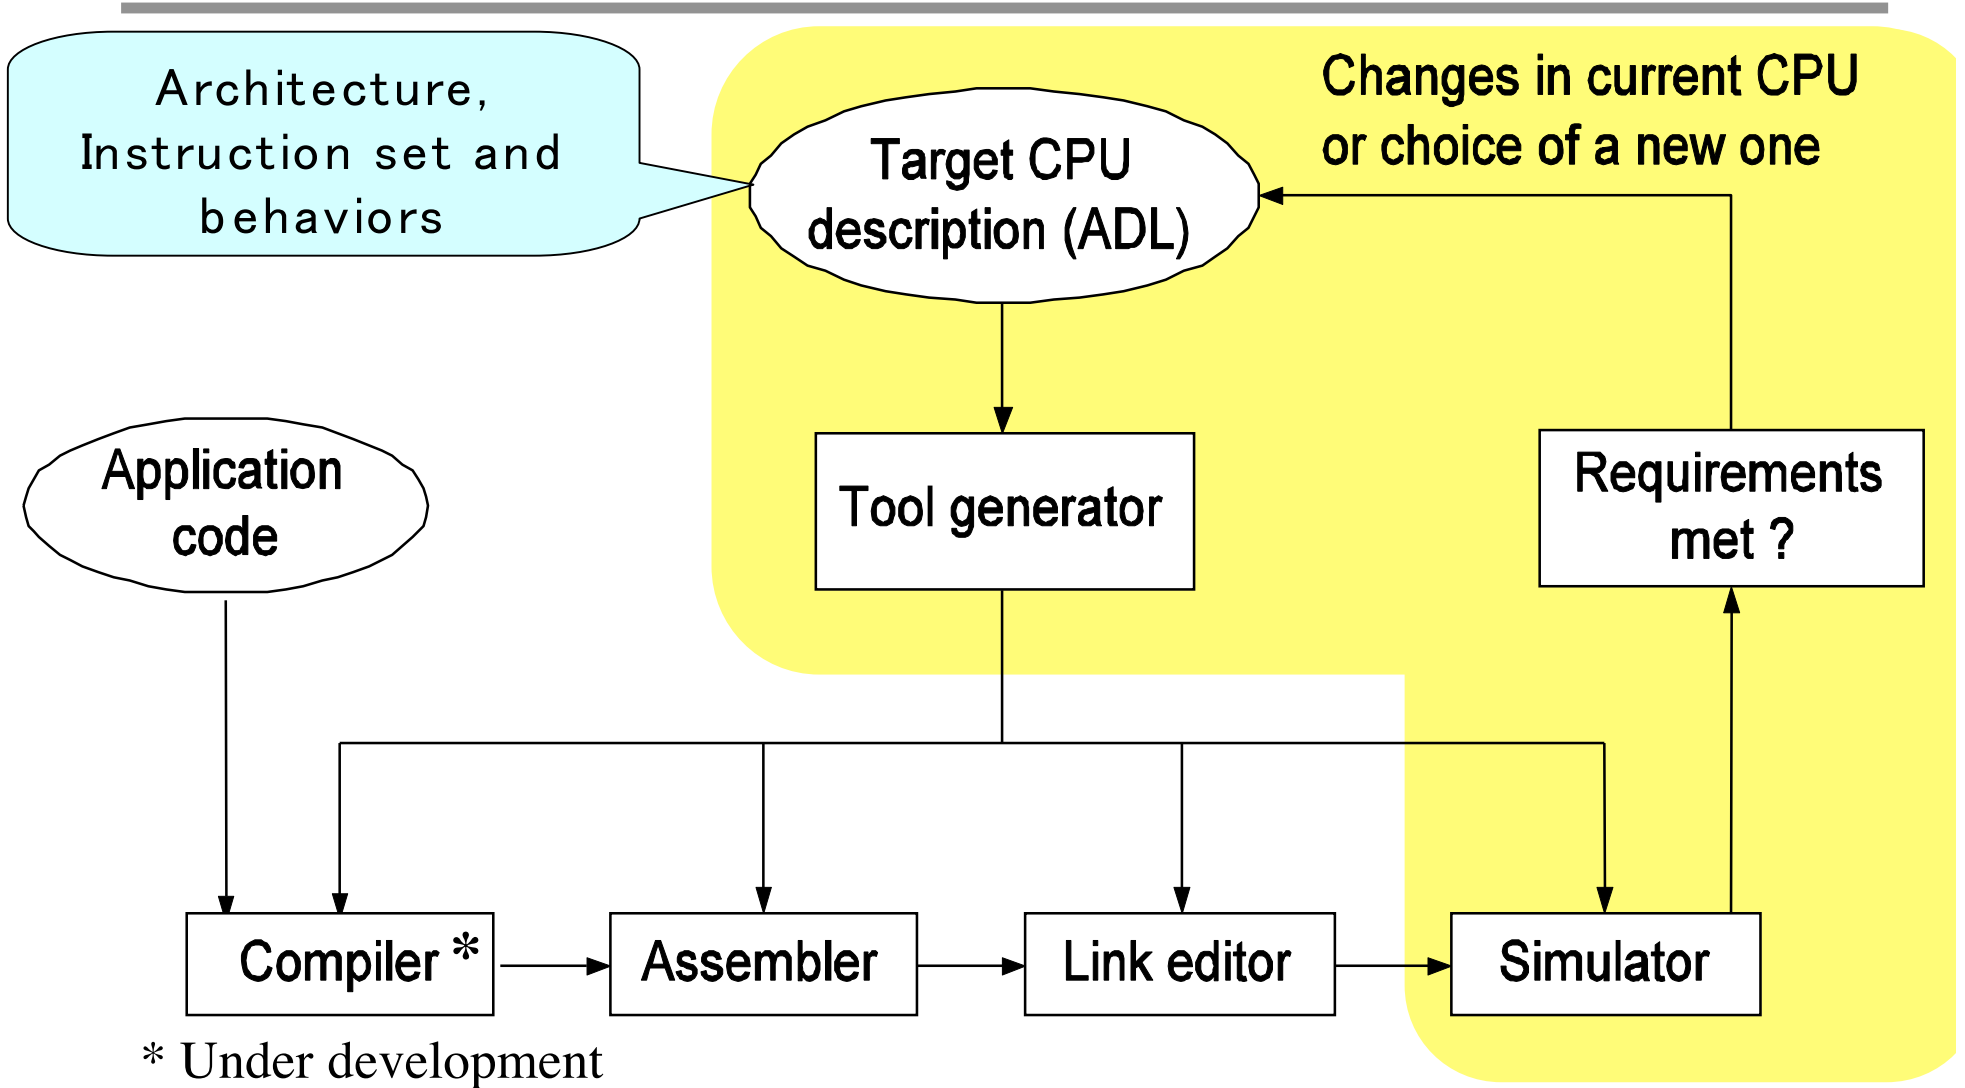 Architecture,
Instruction set and
behaviors
Target CPU
description (ADL)
Changes in current CPU
or choice of a new one
Application
code
Tool generator
Requirements
met ?
Compiler *
Assembler
Link editor
Simulator
* Under development